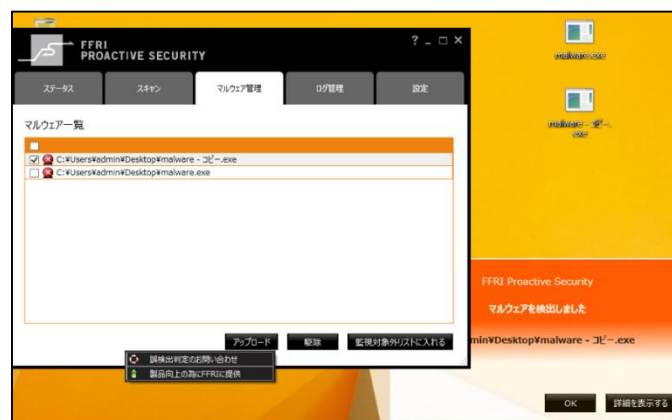 FFRI
PROACTIVE SECURITY
? _ □ ×
ステータス
スキャン
マルウェア管理
ログ管理
設定
マルウェア一覧
C:¥Users¥admin¥Desktop¥malware - コピー.exe
C:¥Users¥admin¥Desktop¥malware.exe
アップロード
駆除
監視対象外リストに入れる
誤検出判定のお問い合わせ
製品向上の為にFFRIに提供
malware.exe
malware - コピー.
exe
FFRI Proactive Security
マルウェアを検出しました
min¥Desktop¥malware - コピー.exe
OK
詳細を表示する